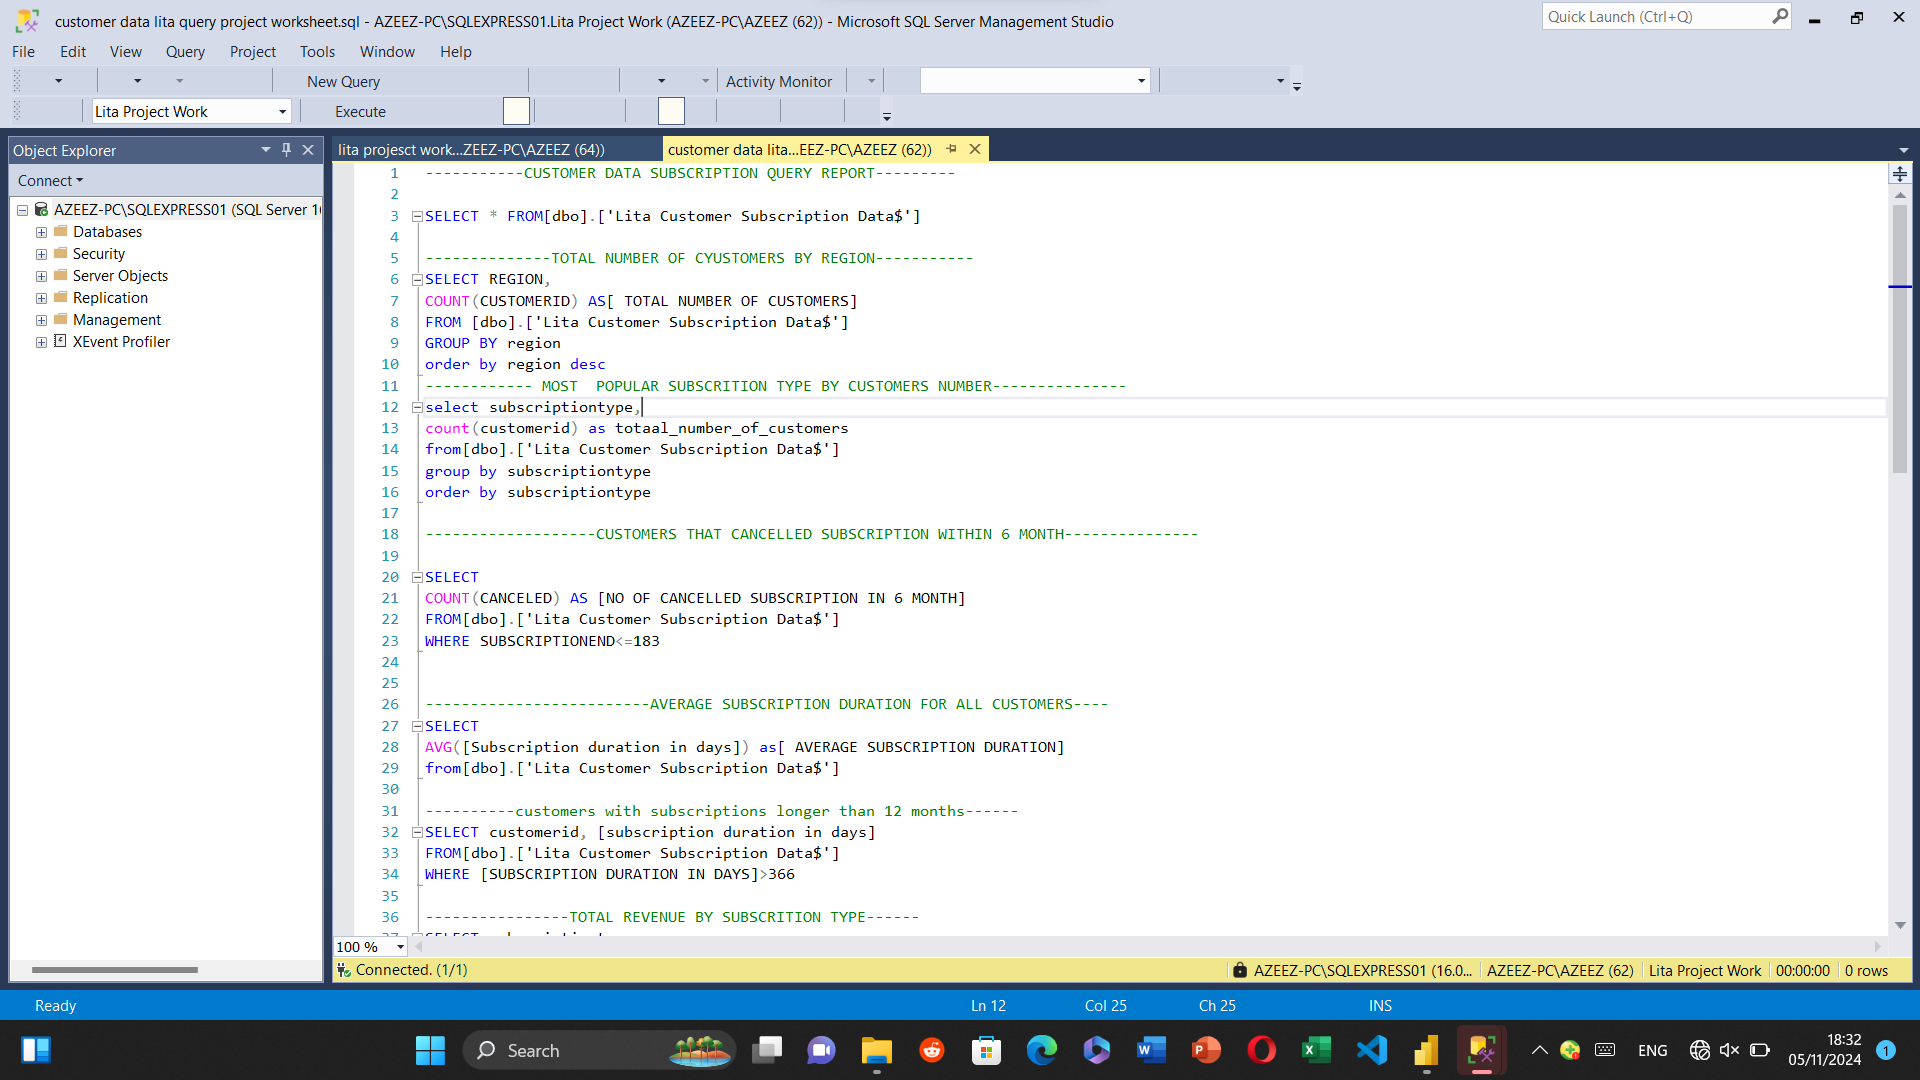 customer data lita query project worksheet.sql - AZEEZ-PC\SQLEXPRESS01.Lita Project Work (AZEEZ-PC\AZEEZ (62)) - Microsoft SQL Server Management Studio
Quick Launch (Ctrl+Q)
File Edit View Query Project Tools Window Help
New Query Activity Monitor
Lita Project Work Execute
Object Explorer
Connect
AZEEZ-PC\SQLEXPRESS01 (SQL Server 1
Databases
Security
Server Objects
Replication
Management
XEvent Profiler
lita projesct work...ZEEZ-PC\AZEEZ (64)) customer data lita...EEZ-PC\AZEEZ (62))
1 -----------CUSTOMER DATA SUBSCRIPTION QUERY REPORT---------
2
3 SELECT * FROM[dbo].['Lita Customer Subscription Data$']
4
5 --------------TOTAL NUMBER OF CYUSTOMERS BY REGION-----------
6 SELECT REGION,
7 COUNT(CUSTOMERID) AS[ TOTAL NUMBER OF CUSTOMERS]
8 FROM [dbo].['Lita Customer Subscription Data$']
9 GROUP BY region
10 order by region desc
11 ------------ MOST  POPULAR SUBSCRITION TYPE BY CUSTOMERS NUMBER---------------
12 select subscriptiontype,
13 count(customerid) as totaal_number_of_customers
14 from[dbo].['Lita Customer Subscription Data$']
15 group by subscriptiontype
16 order by subscriptiontype
17
18 -------------------CUSTOMERS THAT CANCELLED SUBSCRIPTION WITHIN 6 MONTH---------------
19
20 SELECT
21 COUNT(CANCELED) AS [NO OF CANCELLED SUBSCRIPTION IN 6 MONTH]
22 FROM[dbo].['Lita Customer Subscription Data$']
23 WHERE SUBSCRIPTIONEND<=183
24
25
26 -------------------------AVERAGE SUBSCRIPTION DURATION FOR ALL CUSTOMERS----
27 SELECT
28 AVG([Subscription duration in days]) as[ AVERAGE SUBSCRIPTION DURATION]
29 from[dbo].['Lita Customer Subscription Data$']
30
31 ----------customers with subscriptions longer than 12 months------
32 SELECT customerid, [subscription duration in days]
33 FROM[dbo].['Lita Customer Subscription Data$']
34 WHERE [SUBSCRIPTION DURATION IN DAYS]>366
35
36 ----------------TOTAL REVENUE BY SUBSCRITION TYPE------
100 %
Connected. (1/1) AZEEZ-PC\SQLEXPRESS01 (16.0... AZEEZ-PC\AZEEZ (62) Lita Project Work 00:00:00 0 rows
Ready Ln 12 Col 25 Ch 25 INS
Search ENG 18:32
05/11/2024 1